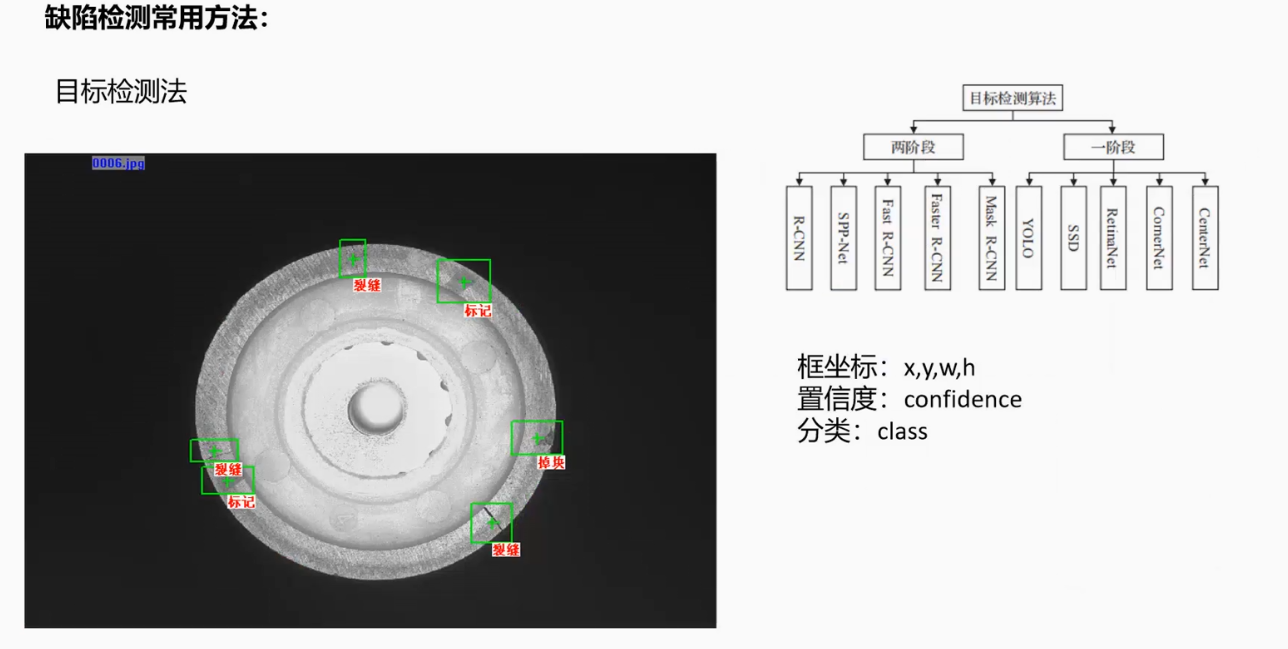 缺陷检测常用方法：
目标检测法
0006.jpg
裂缝
标记
裂缝
标记
掉块
裂缝
目标检测算法
两阶段
一阶段
R-CNN
SPP-Net
Fast R-CNN
Faster R-CNN
Mask R-CNN
YOLO
SSD
RetinaNet
CornerNet
CenterNet
框坐标：x,y,w,h
置信度：confidence
分类：class